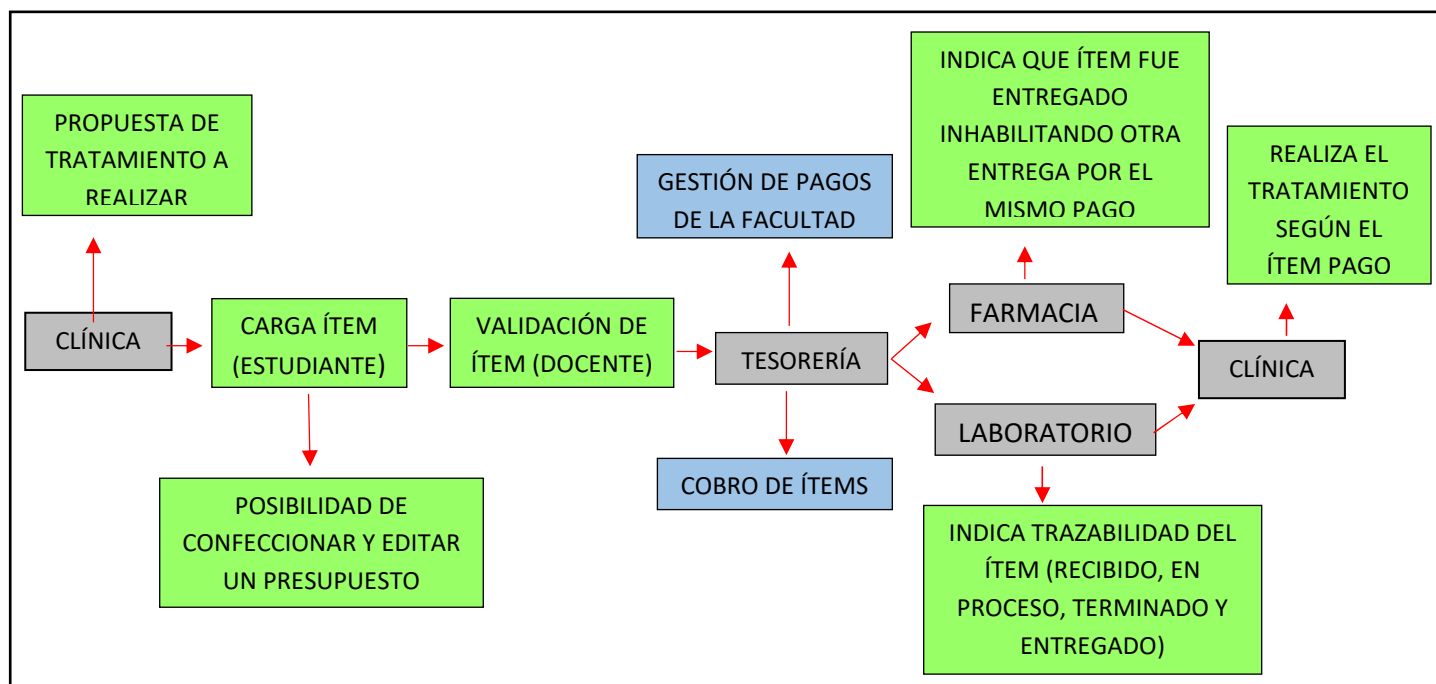 PROPUESTA DE
TRATAMIENTO A
REALIZAR
CLÍNICA
CARGA ÍTEM
(ESTUDIANTE)
POSIBILIDAD DE
CONFECCIONAR Y EDITAR
UN PRESUPUESTO
VALIDACIÓN DE
ÍTEM (DOCENTE)
GESTIÓN DE PAGOS
DE LA FACULTAD
TESORERÍA
COBRO DE ÍTEMS
INDICA QUE ÍTEM FUE
ENTREGADO
INHABILITANDO OTRA
ENTREGA POR EL
MISMO PAGO
FARMACIA
LABORATORIO
INDICA TRAZABILIDAD DEL
ÍTEM (RECIBIDO, EN
PROCESO, TERMINADO Y
ENTREGADO)
REALIZA EL
TRATAMIENTO
SEGÚN EL
ÍTEM PAGO
CLÍNICA